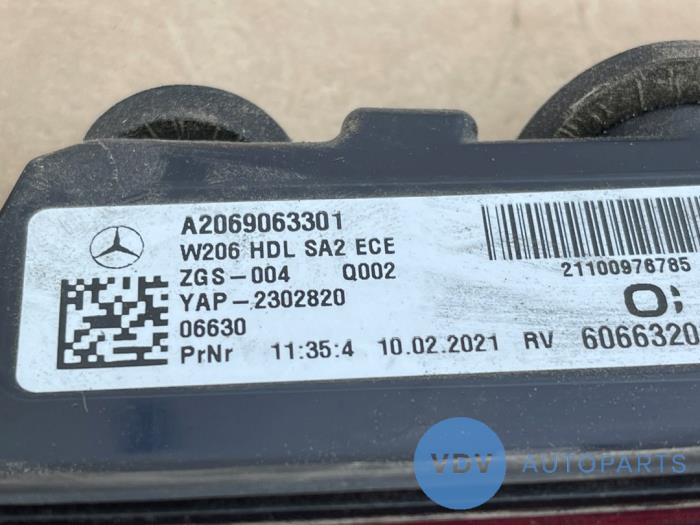 A2069063301
W206 HDL SA2 ECE
ZGS-004 Q002
YAP-2302820
06630
PrNr 11:35:4 10.02.2021 RV 6066320
21100976785
O;
VDV AUTOPARTS